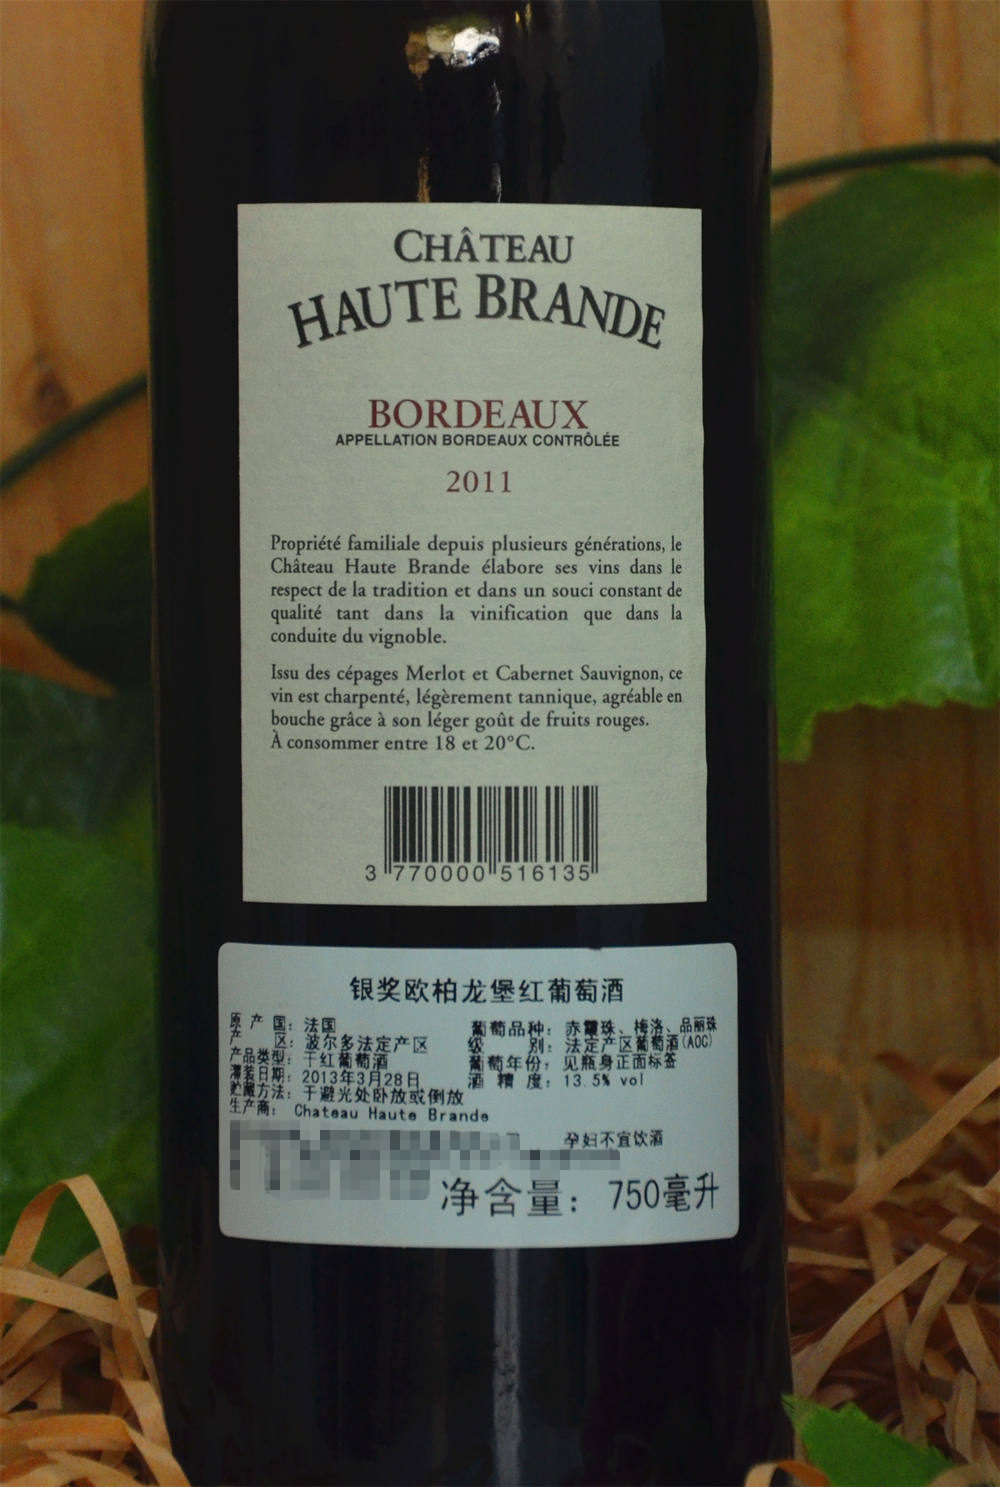 CHÂTEAU
HAUTE BRANDE
BORDEAUX
APPELLATION BORDEAUX CONTRÔLÉE
2011
Propriété familiale depuis plusieurs générations, le
Château Haute Brande élabore ses vins dans le
respect de la tradition et dans un souci constant de
qualité tant dans la vinification que dans la
conduite du vignoble.
Issu des cépages Merlot et Cabernet Sauvignon, ce
vin est charpenté, légèrement tannique, agréable en
bouche grâce à son léger goût de fruits rouges.
À consommer entre 18 et 20°C.
3 770000 516135
银奖欧柏龙堡红葡萄酒
原产国：法国
产区：波尔多法定产区
产品类型：干红葡萄酒
灌装日期：2013年3月28日
贮藏方法：于避光处卧放或倒放
生产商：Chateau Haute Brande
葡萄品种：赤霞珠、梅洛、品丽珠
级别：法定产区葡萄酒(AOC)
葡萄年份：见瓶身正面标签
酒精度：13.5% vol
孕妇不宜饮酒
净含量：750毫升